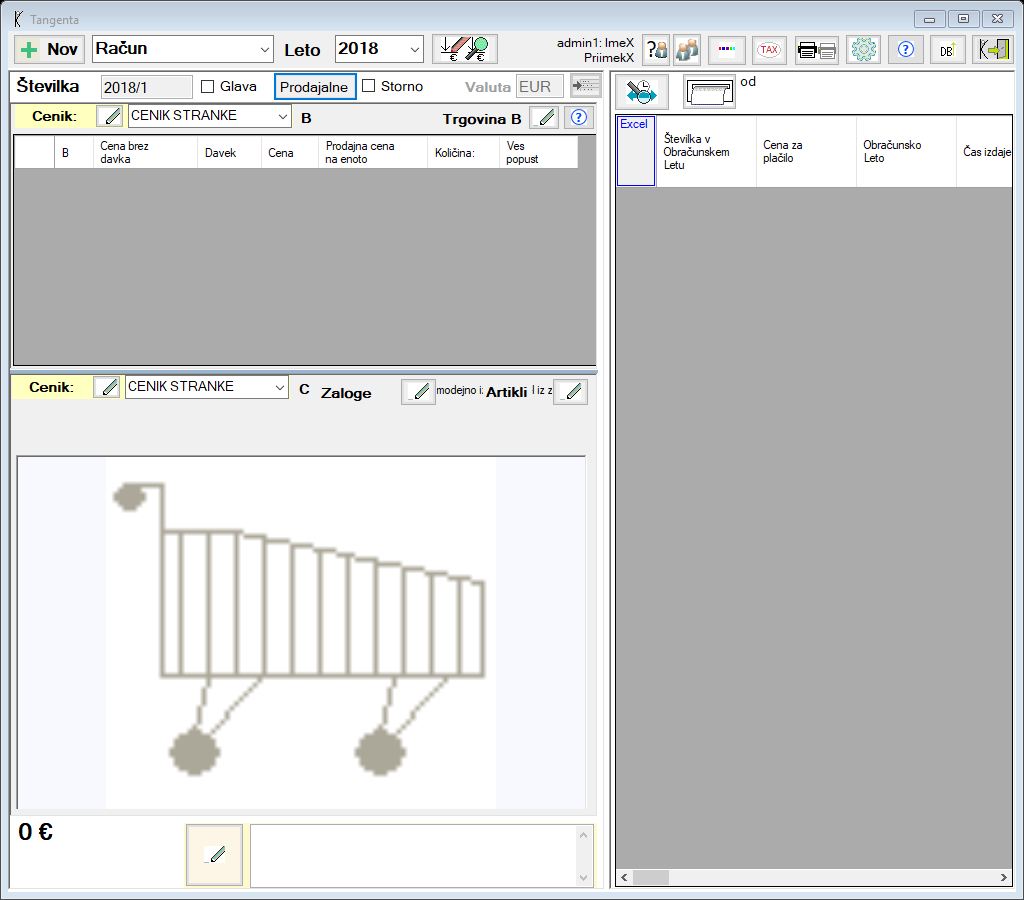 Tangenta
Nov
Račun
Leto
2018
€ €
admin1: ImeX
PriimekX
?
TAX
?
DB
Številka
2018/1
Glava
Prodajalne
Storno
Valuta
EUR
od
Cenik:
CENIK STRANKE
B
Trgovina B
?
B
Cena brez
davka
Davek
Cena
Prodajna cena
na enoto
Količina:
Ves
popust
Excel
Številka v
Obračunskem
Letu
Cena za
plačilo
Obračunsko
Leto
Čas izdaje
Cenik:
CENIK STRANKE
C
Zaloge
modejno i:
Artikli
l iz z
0 €